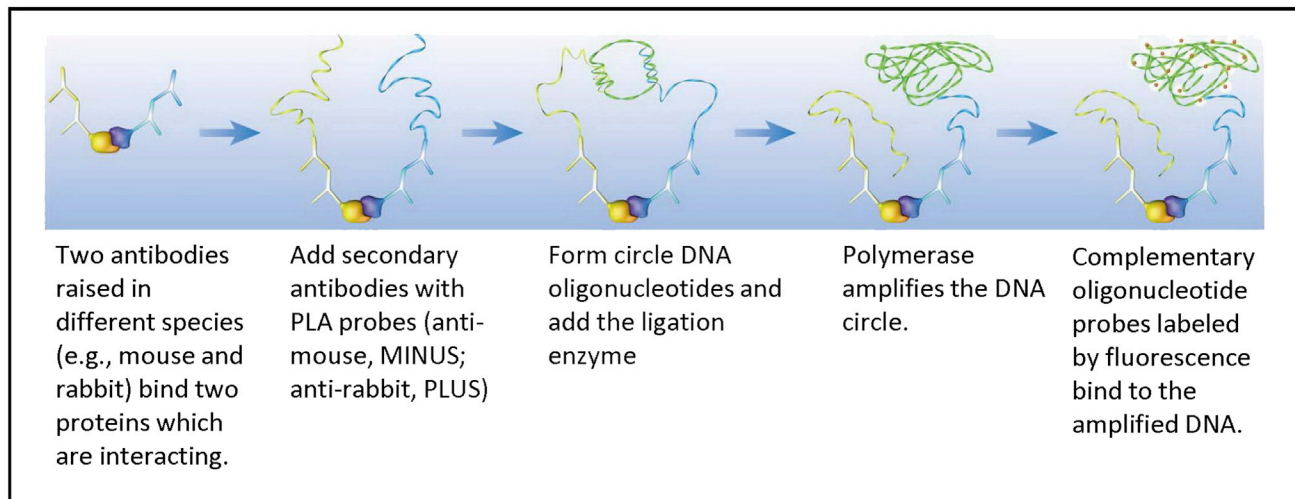 Two antibodies
raised in
different species
(e.g., mouse and
rabbit) bind two
proteins which
are interacting.
Add secondary
antibodies with
PLA probes (anti-
mouse, MINUS;
anti-rabbit, PLUS)
Form circle DNA
oligonucleotides and
add the ligation
enzyme
Polymerase
amplifies the DNA
circle.
Complementary
oligonucleotide
probes labeled
by fluorescence
bind to the
amplified DNA.